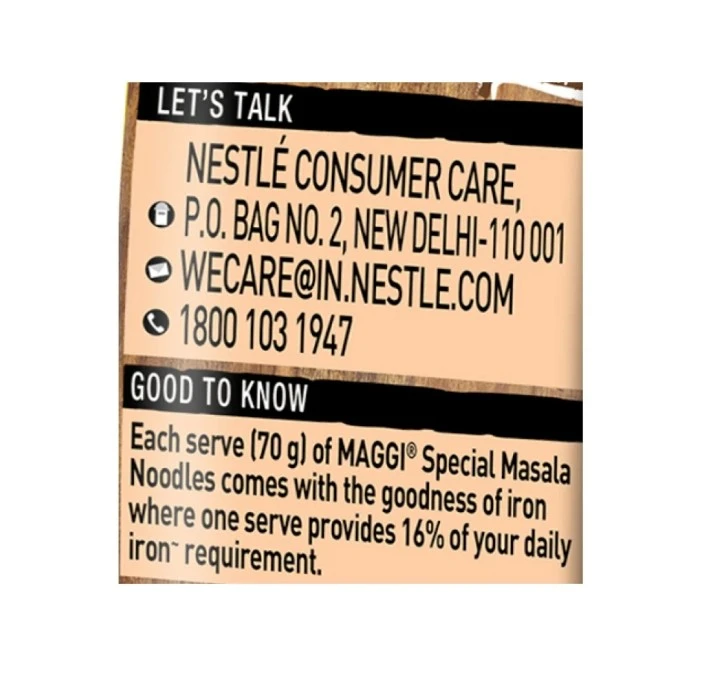 LET'S TALK
NESTLÉ CONSUMER CARE,
P.O. BAG NO. 2, NEW DELHI-110 001
WECARE@IN.NESTLE.COM
1800 103 1947
GOOD TO KNOW
Each serve (70 g) of MAGGI® Special Masala
Noodles comes with the goodness of iron
where one serve provides 16% of your daily
iron~ requirement.